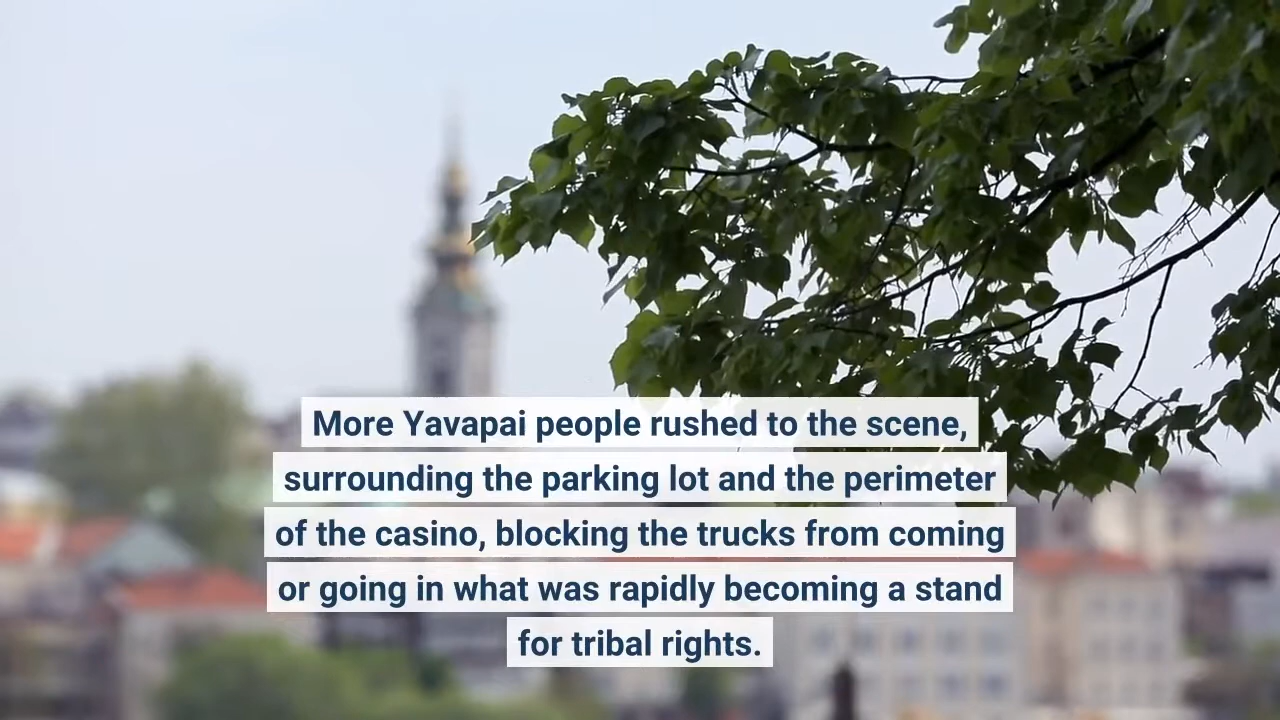 More Yavapai people rushed to the scene,
surrounding the parking lot and the perimeter
of the casino, blocking the trucks from coming
or going in what was rapidly becoming a stand
for tribal rights.